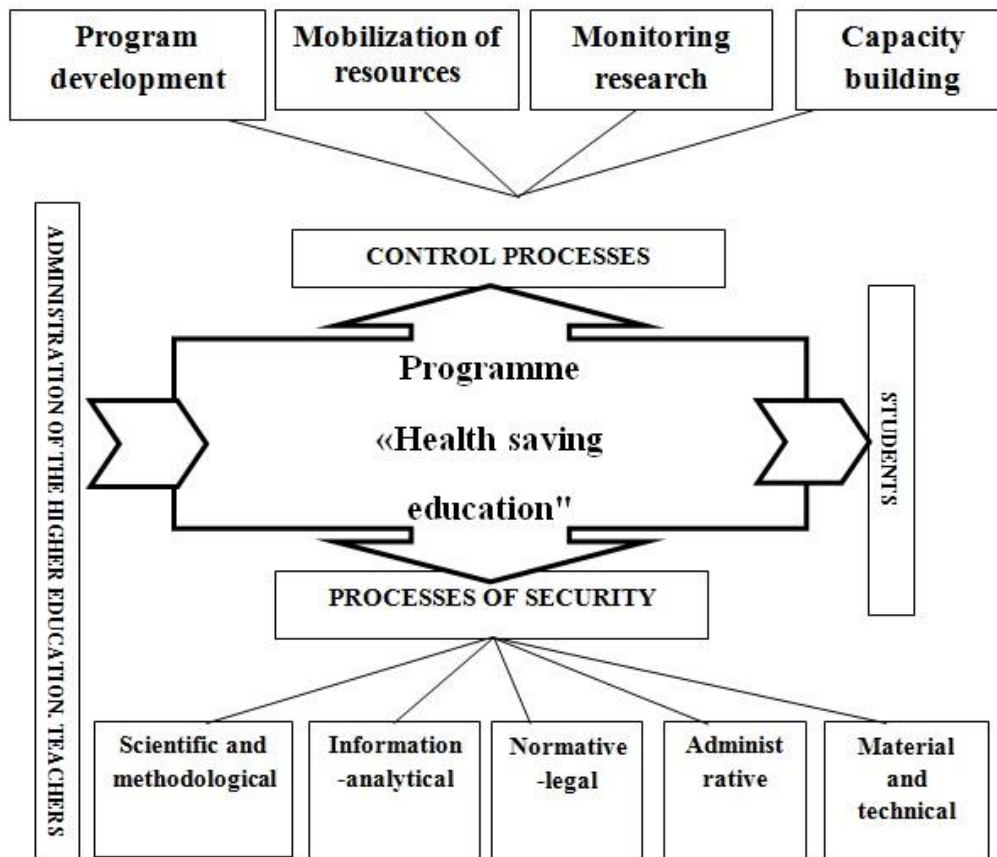 Program
development
Mobilization of
resources
Monitoring
research
Capacity
building
ADMINISTRATION OF THE HIGHER EDUCATION. TEACHERS
CONTROL PROCESSES
Programme
«Health saving
education"
STUDENTS
PROCESSES OF SECURITY
Scientific and
methodological
Information
-analytical
Normative
-legal
Administ
rative
Material
and
technical